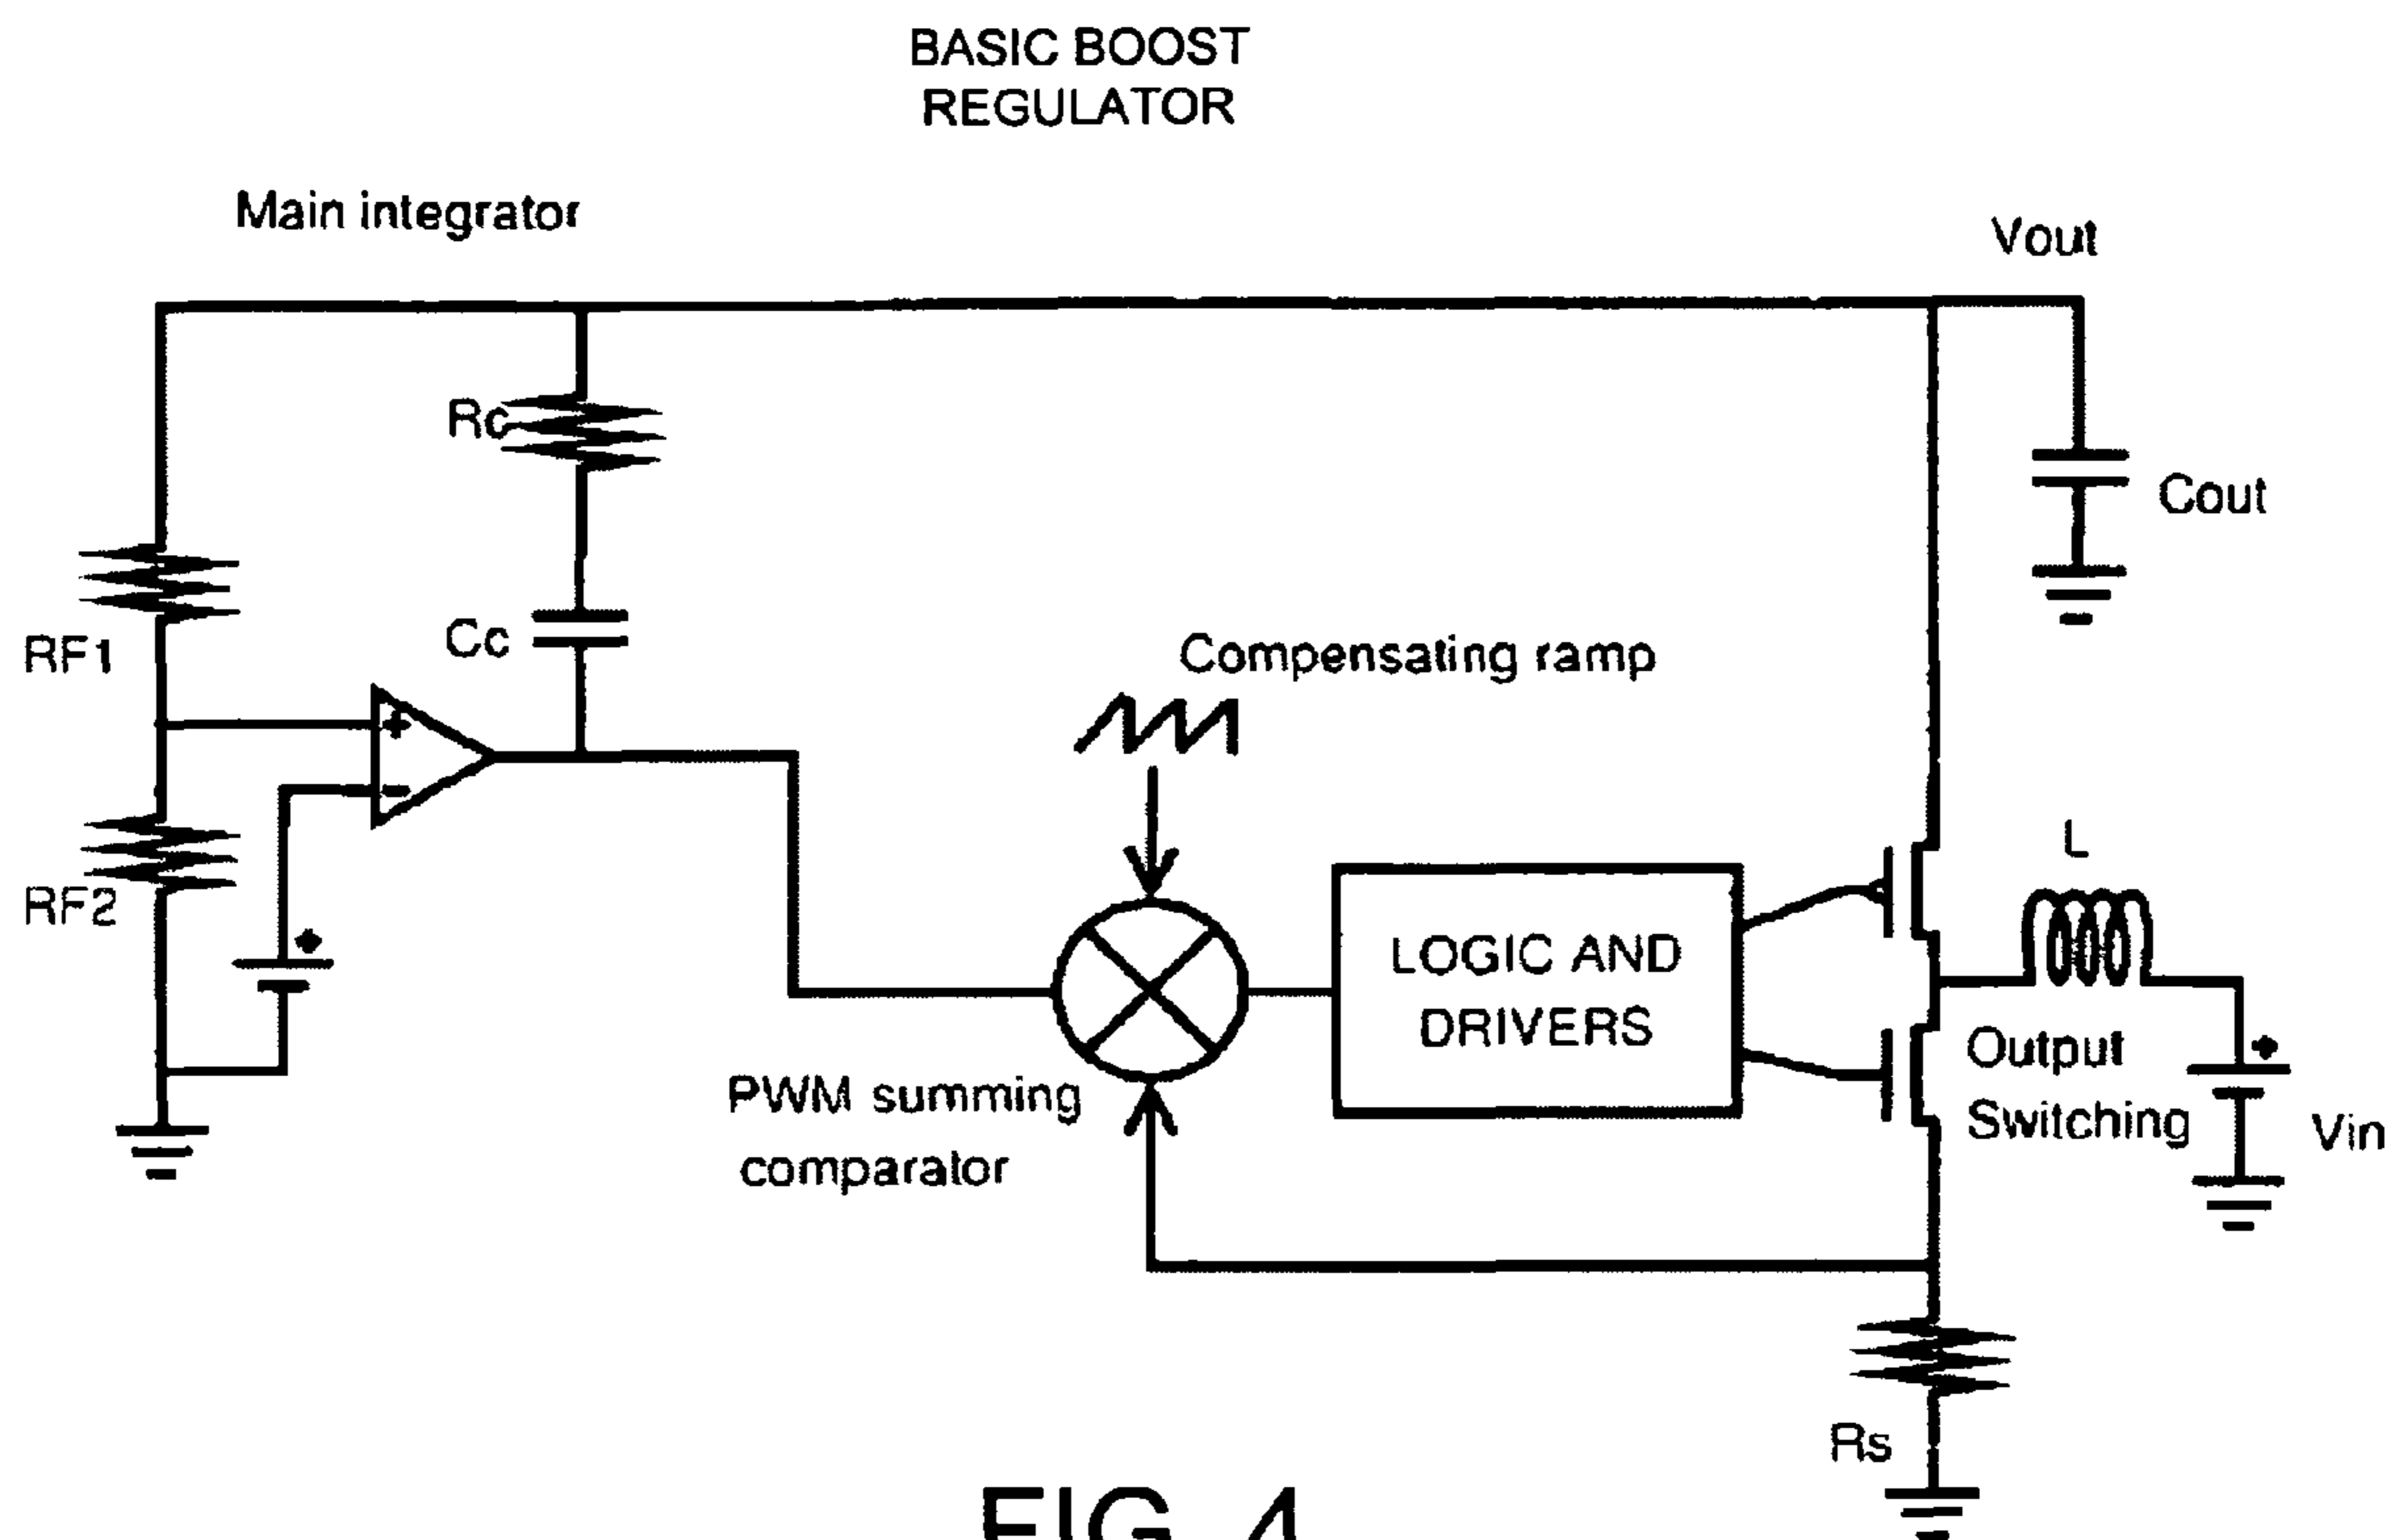 BASIC BOOST
REGULATOR
Main integrator
Vout
Rc
Cout
RF1
Cc
Compensating ramp
+
−
L
RF2
LOGIC AND
DRIVERS
Output
Switching
Vin
PWM summing
comparator
Rs
FIG. 4